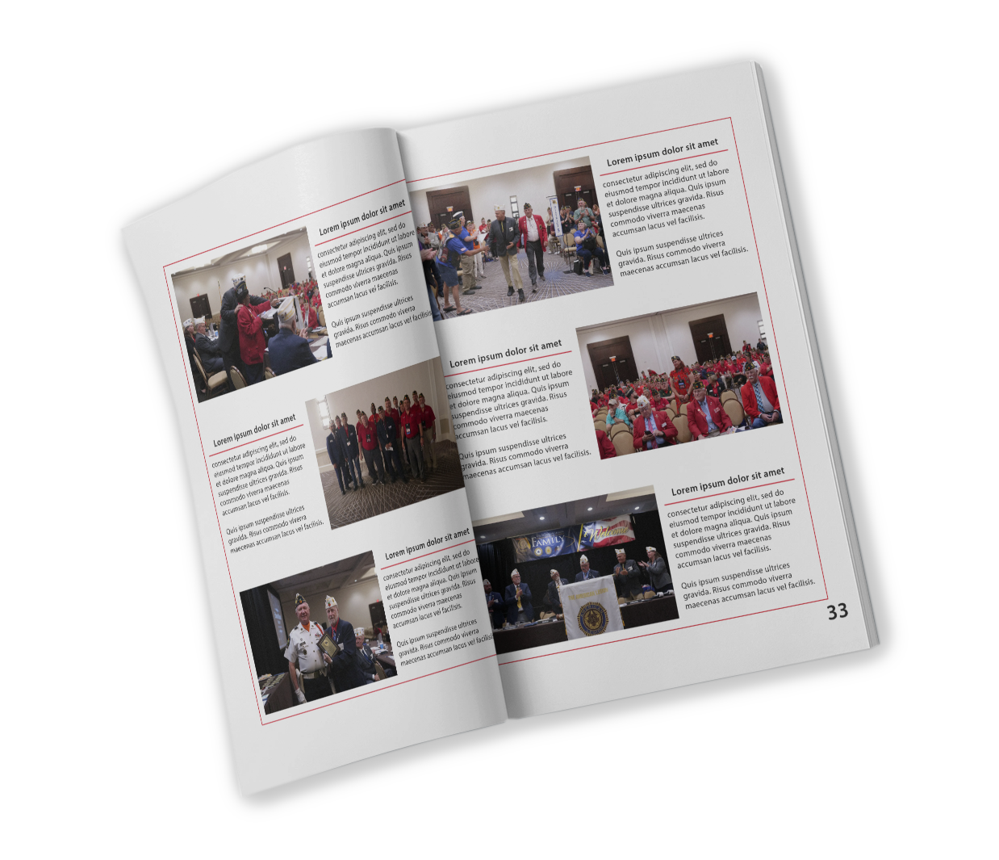 Lorem ipsum dolor sit amet
consectetur adipiscing elit, sed do
eiusmod tempor incididunt ut labore
et dolore magna aliqua. Quis ipsum
suspendisse ultrices gravida. Risus
commodo viverra maecenas
accumsan lacus vel facilisis.
Quis ipsum suspendisse ultrices
gravida. Risus commodo viverra
maecenas accumsan lacus vel facilisis.
Lorem ipsum dolor sit amet
consectetur adipiscing elit, sed do
eiusmod tempor incididunt ut labore
et dolore magna aliqua. Quis ipsum
suspendisse ultrices gravida. Risus
commodo viverra maecenas
accumsan lacus vel facilisis.
Quis ipsum suspendisse ultrices
gravida. Risus commodo viverra
maecenas accumsan lacus vel facilisis.
Lorem ipsum dolor sit amet
consectetur adipiscing elit, sed do
eiusmod tempor incididunt ut labore
et dolore magna aliqua. Quis ipsum
suspendisse ultrices gravida. Risus
commodo viverra maecenas
accumsan lacus vel facilisis.
Quis ipsum suspendisse ultrices
gravida. Risus commodo viverra
maecenas accumsan lacus vel facilisis
Lorem ipsum dolor sit amet
consectetur adipiscing elit, sed do
eiusmod tempor incididunt ut labore
et dolore magna aliqua. Quis ipsum
suspendisse ultrices gravida. Risus
commodo viverra maecenas
accumsan lacus vel facilisis.
Quis ipsum suspendisse ultrices
gravida. Risus commodo viverra
maecenas accumsan lacus vel facilisis.
Lorem ipsum dolor sit amet
consectetur adipiscing elit, sed do
eiusmod tempor incididunt ut labore
et dolore magna aliqua. Quis ipsum
suspendisse ultrices gravida. Risus
commodo viverra maecenas
accumsan lacus vel facilisis.
Quis ipsum suspendisse ultrices
gravida. Risus commodo viverra
maecenas accumsan lacus vel facilisis.
FAMILY
Welcome
Lorem ipsum dolor sit amet
consectetur adipiscing elit, sed do
eiusmod tempor incididunt ut labore
et dolore magna aliqua. Quis ipsum
suspendisse ultrices gravida. Risus
commodo viverra maecenas
accumsan lacus vel facilisis.
Quis ipsum suspendisse ultrices
gravida. Risus commodo viverra
maecenas accumsan lacus vel facilisis.
33